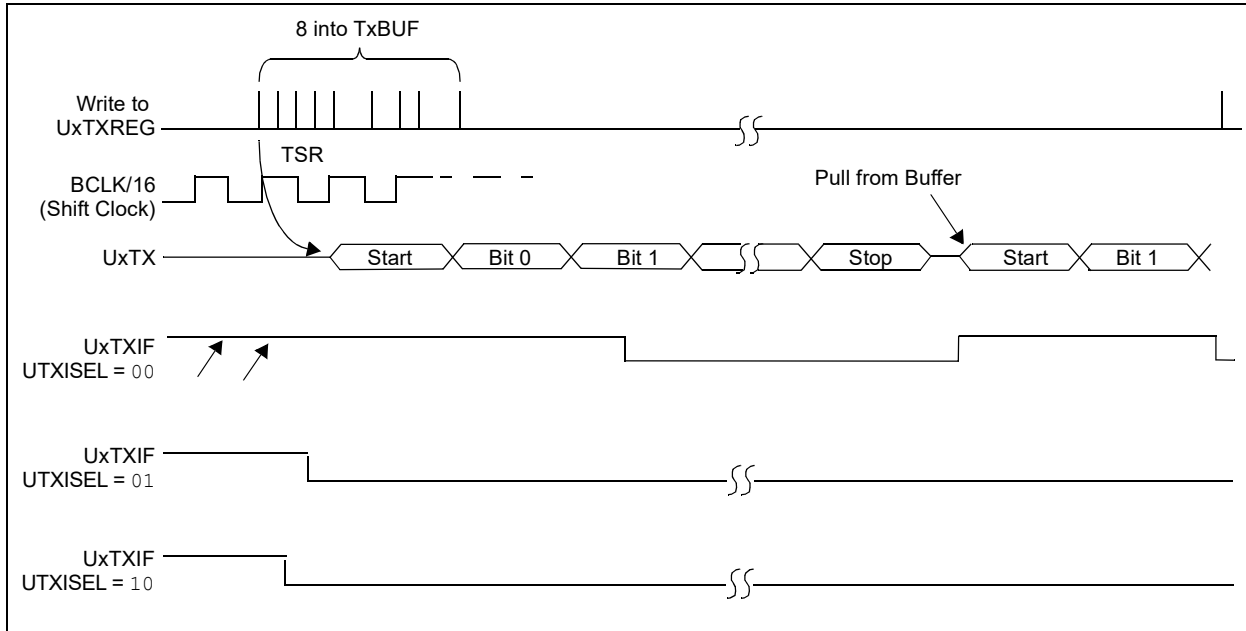 8 into TxBUF
Write to
UxTXREG
TSR
BCLK/16
(Shift Clock)
Pull from Buffer
UxTX
Start
Bit 0
Bit 1
Stop
Start
Bit 1
UxTXIF
UTXISEL = 00
UxTXIF
UTXISEL = 01
UxTXIF
UTXISEL = 10